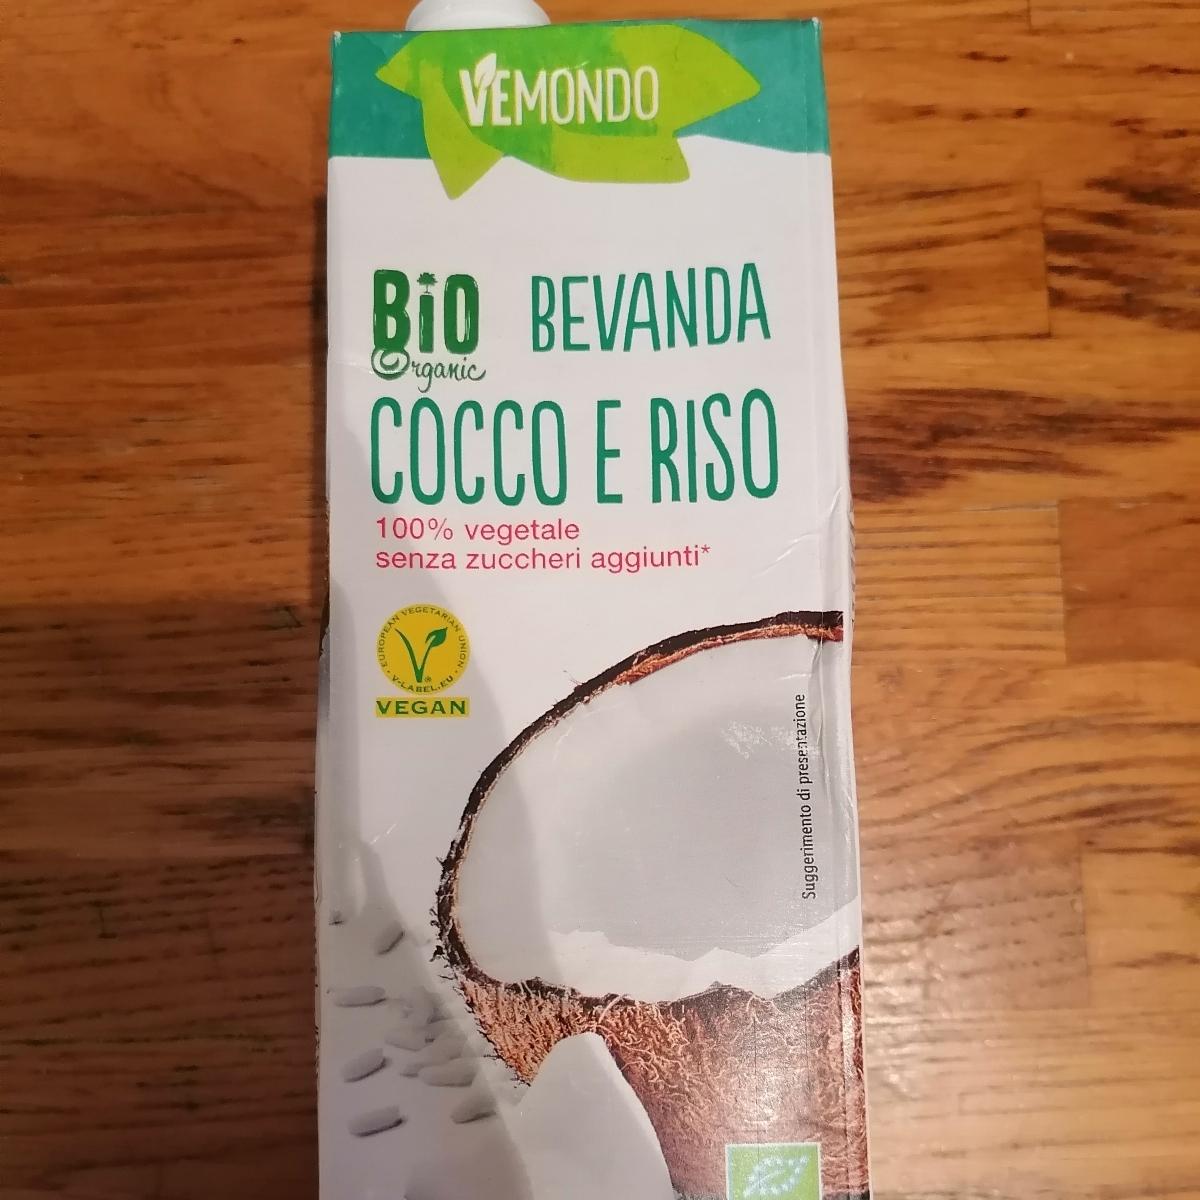 VEMONDO
BiO
Organic
BEVANDA
COCCO E RISO
100% vegetale
senza zuccheri aggiunti*
EUROPEAN VEGETARIAN UNION
V-LABEL.EU
VEGAN
Suggerimento di presentazione